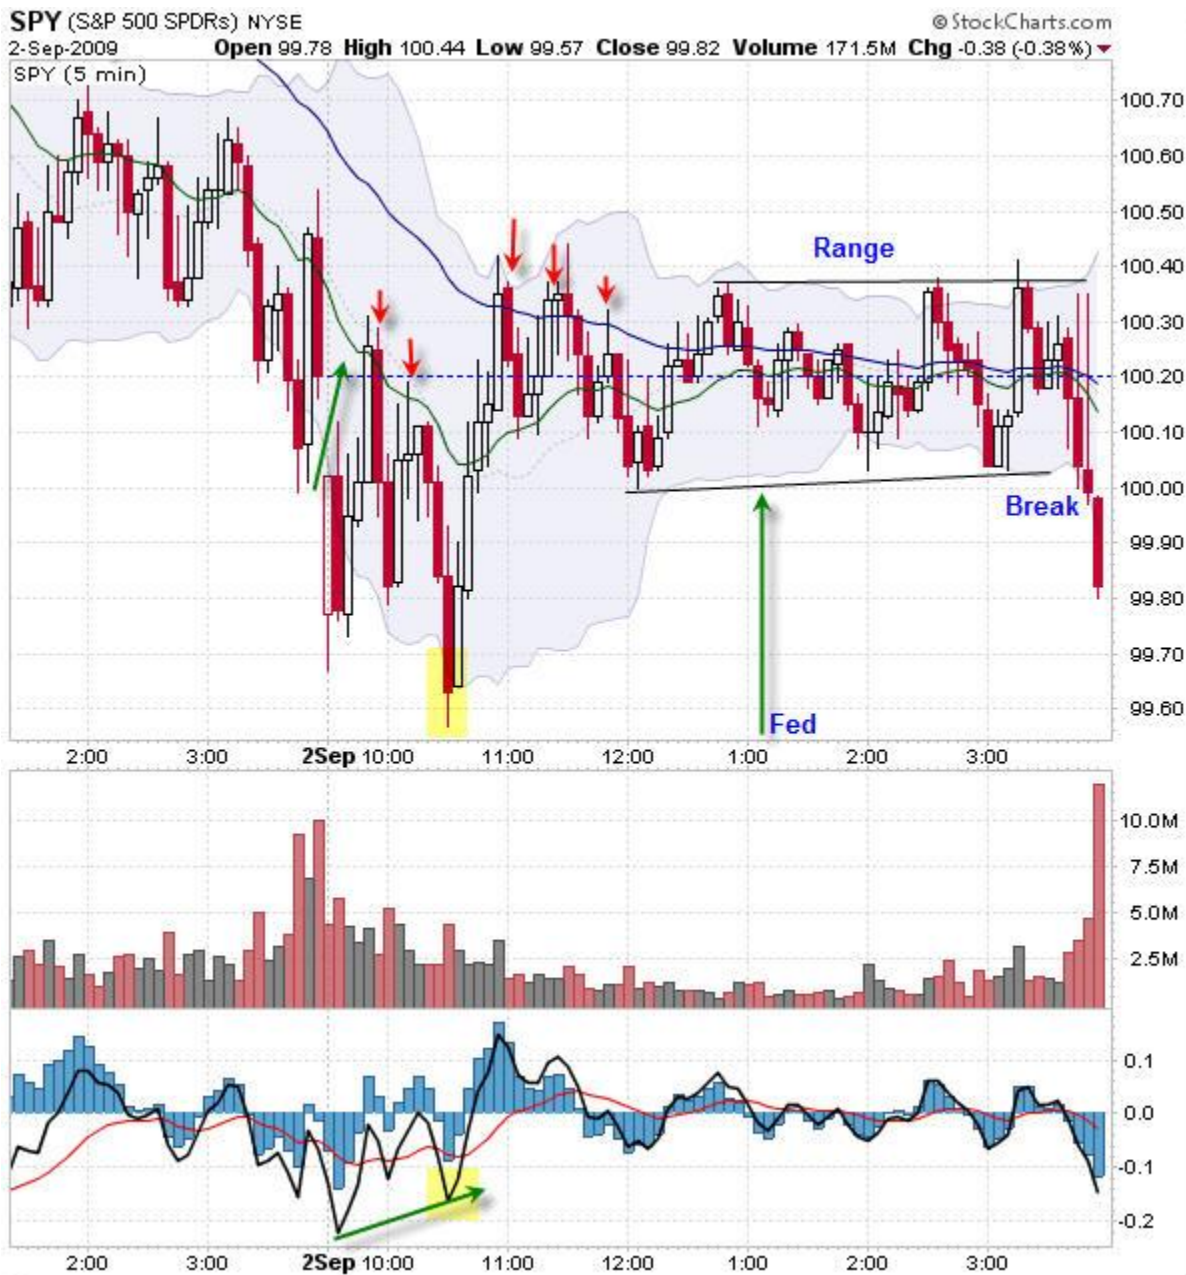 SPY (S&P 500 SPDRs) NYSE
© StockCharts.com
2-Sep-2009 Open 99.78 High 100.44 Low 99.57 Close 99.82 Volume 171.5M Chg -0.38 (-0.38%)
SPY (5 min)
100.70
100.60
100.50
Range
100.40
100.30
100.20
100.10
100.00
Break
99.90
99.80
99.70
99.60
Fed
2:00 3:00 2Sep 10:00 11:00 12:00 1:00 2:00 3:00
10.0M
7.5M
5.0M
2.5M
0.1
0.0
-0.1
-0.2
2:00 3:00 2Sep 10:00 11:00 12:00 1:00 2:00 3:00